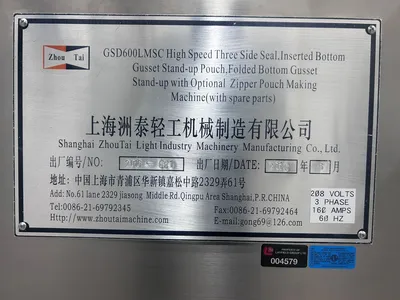 Zhou Tai
GSD600LMSC High Speed Three Side Seal,Inserted Bottom
Gusset Stand-up Pouch,Folded Bottom Gusset
Stand-up with Optional Zipper Pouch Making
Machine(with spare parts)
上海洲泰轻工机械制造有限公司
Shanghai ZhouTai Light Industry Machinery Manufacturing Co., Ltd.
出厂编号/NO: 出厂日期/DATE: 年 月
地址:中国上海市青浦区华新镇嘉松中路2329弄61号
Add:No.61 lane 2329 jiasong Middle Rd.Qingpu Area Shanghai,P.R.CHINA
Tel:0086-21-69792345 Fax:0086-21-69792464
Http://www.zhoutaimachine.com E-mail:gong69@126.com
208 VOLTS
3 PHASE
160 AMPS
60 HZ
004579